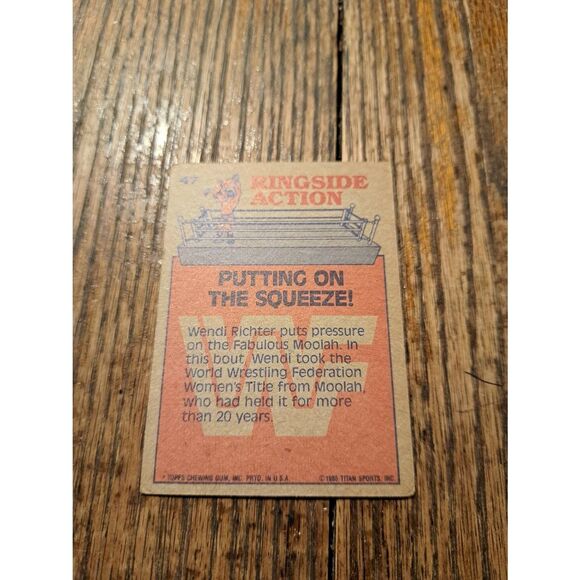 47
RINGSIDE
ACTION
PUTTING ON
THE SQUEEZE!
Wendi Richter puts pressure
on the Fabulous Moolah. In
this bout, Wendi took the
World Wrestling Federation
Women's Title from Moolah,
who had held it for more
than 20 years.
WF
* TOPPS CHEWING GUM, INC. PRTD. IN U.S.A.
© 1985 TITAN SPORTS, INC.